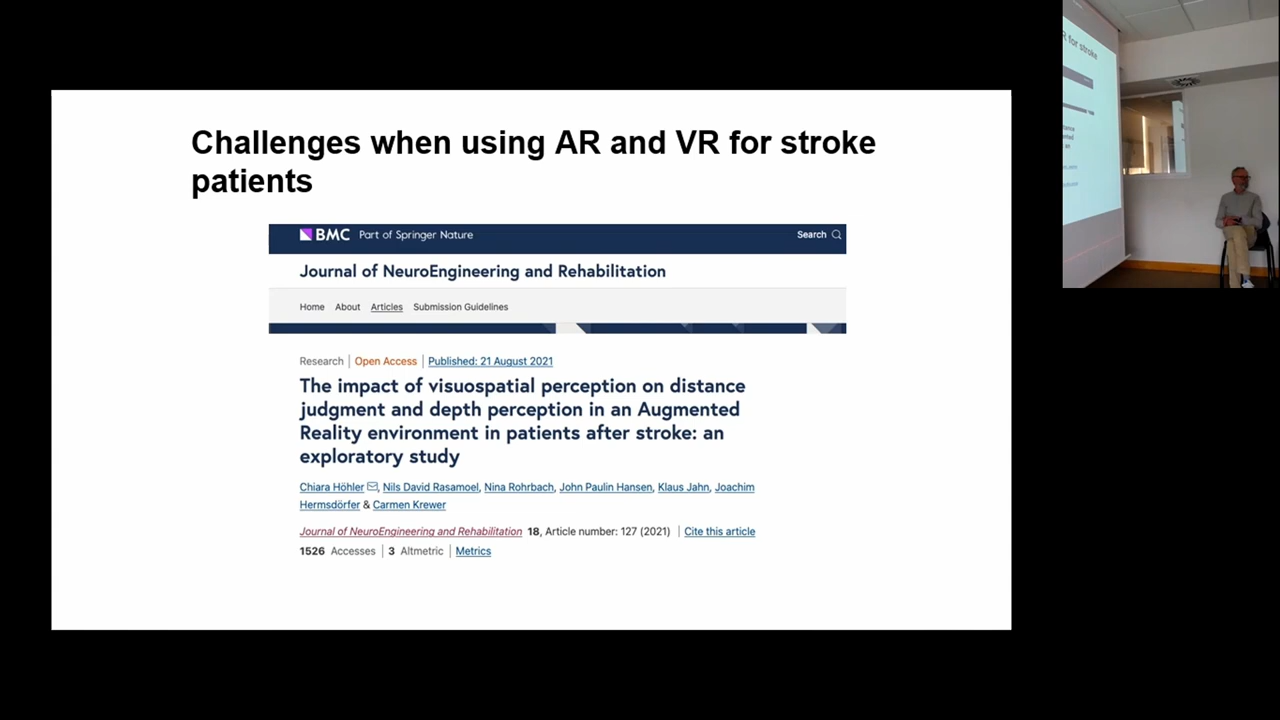 Challenges when using AR and VR for stroke
patients
BMC Part of Springer Nature
Search
Journal of NeuroEngineering and Rehabilitation
Home About Articles Submission Guidelines
Research | Open Access | Published: 21 August 2021
The impact of visuospatial perception on distance
judgment and depth perception in an Augmented
Reality environment in patients after stroke: an
exploratory study
Chiara Höhler, Nils David Rasamoel, Nina Rohrbach, John Paulin Hansen, Klaus Jahn, Joachim
Hermsdörfer & Carmen Krewer
Journal of NeuroEngineering and Rehabilitation 18, Article number: 127 (2021) | Cite this article
1526 Accesses | 3 Altmetric | Metrics
R for stroke